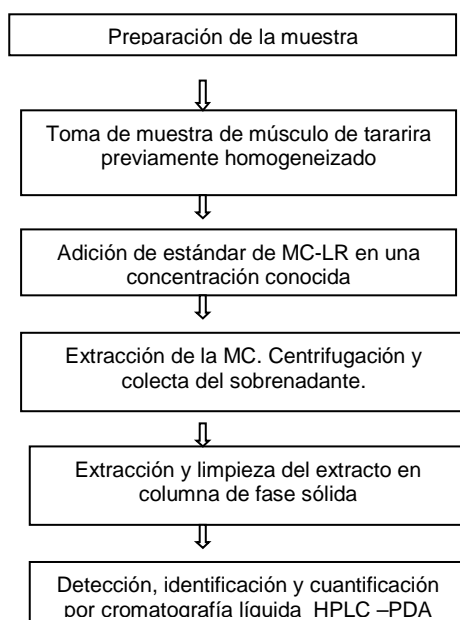 Preparación de la muestra
Toma de muestra de músculo de tararira
previamente homogeneizado
Adición de estándar de MC-LR en una
concentración conocida
Extracción de la MC. Centrifugación y
colecta del sobrenadante.
Extracción y limpieza del extracto en
columna de fase sólida
Detección, identificación y cuantificación
por cromatografía líquida HPLC –PDA